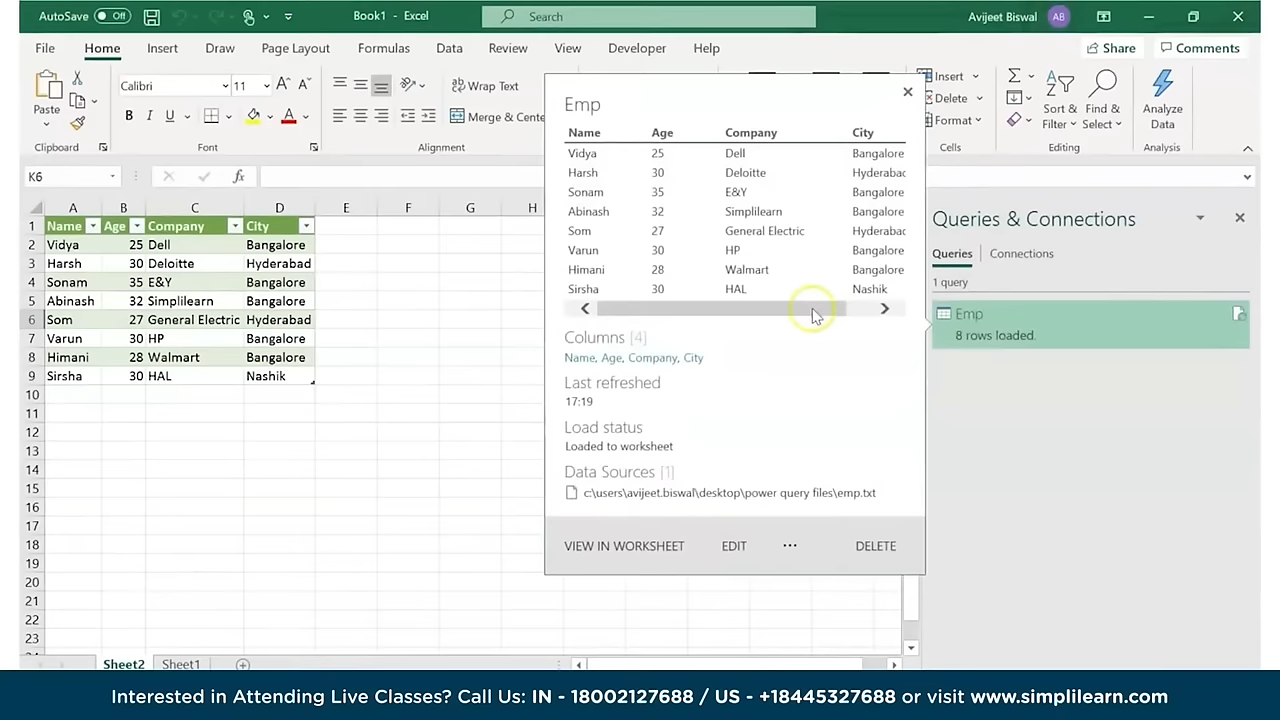 AutoSave Off Book1 - Excel Search Avijeet Biswal AB
File Home Insert Draw Page Layout Formulas Data Review View Developer Help Share Comments
Paste
Clipboard
Calibri 11
B I U A
Font
Wrap Text
Merge & Cente
Alignment
Insert
Delete
Format
Cells
Sort & Filter
Find & Select
Editing
Analyze Data
Analysis
K6 fx
A B C D E F G H
1 Name Age Company City
2 Vidya 25 Dell Bangalore
3 Harsh 30 Deloitte Hyderabad
4 Sonam 35 E&Y Bangalore
5 Abinash 32 Simplilearn Bangalore
6 Som 27 General Electric Hyderabad
7 Varun 30 HP Bangalore
8 Himani 28 Walmart Bangalore
9 Sirsha 30 HAL Nashik
10
11
12
13
14
15
16
17
18
19
20
21
22
23
Sheet2 Sheet1
Emp
Name Age Company City
Vidya 25 Dell Bangalore
Harsh 30 Deloitte Hyderabac
Sonam 35 E&Y Bangalore
Abinash 32 Simplilearn Bangalore
Som 27 General Electric Hyderabac
Varun 30 HP Bangalore
Himani 28 Walmart Bangalore
Sirsha 30 HAL Nashik
Columns [4]
Name, Age, Company, City
Last refreshed
17:19
Load status
Loaded to worksheet
Data Sources [1]
c:\users\avijeet.biswal\desktop\power query files\emp.txt
VIEW IN WORKSHEET EDIT ... DELETE
Queries & Connections
Queries Connections
1 query
Emp
8 rows loaded.
Interested in Attending Live Classes? Call Us: IN - 18002127688 / US - +18445327688 or visit www.simplilearn.com